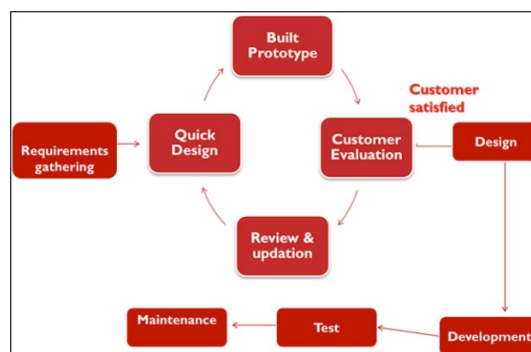 Built
Prototype
Customer
satisfied
Requirements
gathering
Quick
Design
Customer
Evaluation
Design
Review &
updation
Maintenance
Test
Development